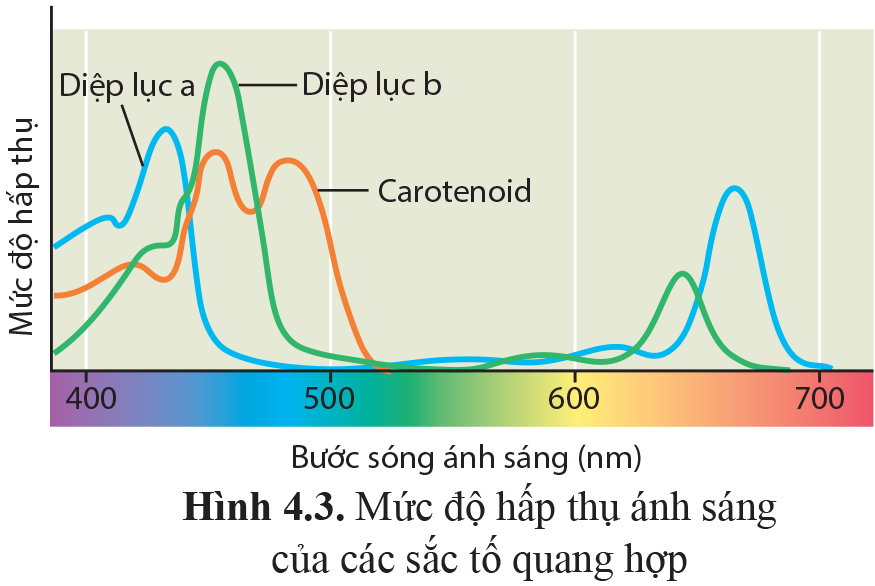 Diệp lục a
Diệp lục b
Carotenoid
Mức độ hấp thụ
400 500 600 700
Bước sóng ánh sáng (nm)
Hình 4.3. Mức độ hấp thụ ánh sáng
của các sắc tố quang hợp